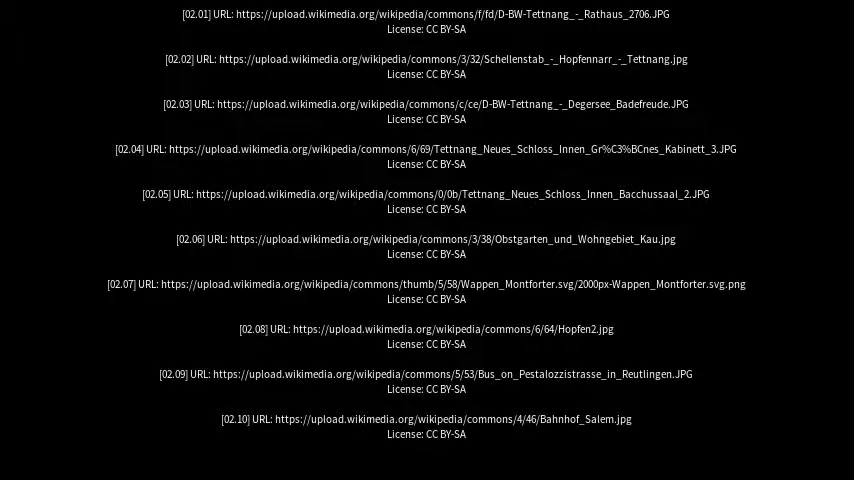 [02.01] URL: https://upload.wikimedia.org/wikipedia/commons/f/fd/D-BW-Tettnang_-_Rathaus_2706.JPG
License: CC BY-SA
[02.02] URL: https://upload.wikimedia.org/wikipedia/commons/3/32/Schellenstab_-_Hopfennarr_-_Tettnang.jpg
License: CC BY-SA
[02.03] URL: https://upload.wikimedia.org/wikipedia/commons/c/ce/D-BW-Tettnang_-_Degersee_Badefreude.JPG
License: CC BY-SA
[02.04] URL: https://upload.wikimedia.org/wikipedia/commons/6/69/Tettnang_Neues_Schloss_Innen_Gr%C3%BCnes_Kabinett_3.JPG
License: CC BY-SA
[02.05] URL: https://upload.wikimedia.org/wikipedia/commons/0/0b/Tettnang_Neues_Schloss_Innen_Bacchussaal_2.JPG
License: CC BY-SA
[02.06] URL: https://upload.wikimedia.org/wikipedia/commons/3/38/Obstgarten_und_Wohngebiet_Kau.jpg
License: CC BY-SA
[02.07] URL: https://upload.wikimedia.org/wikipedia/commons/thumb/5/58/Wappen_Montforter.svg/2000px-Wappen_Montforter.svg.png
License: CC BY-SA
[02.08] URL: https://upload.wikimedia.org/wikipedia/commons/6/64/Hopfen2.jpg
License: CC BY-SA
[02.09] URL: https://upload.wikimedia.org/wikipedia/commons/5/53/Bus_on_Pestalozzistrasse_in_Reutlingen.JPG
License: CC BY-SA
[02.10] URL: https://upload.wikimedia.org/wikipedia/commons/4/46/Bahnhof_Salem.jpg
License: CC BY-SA